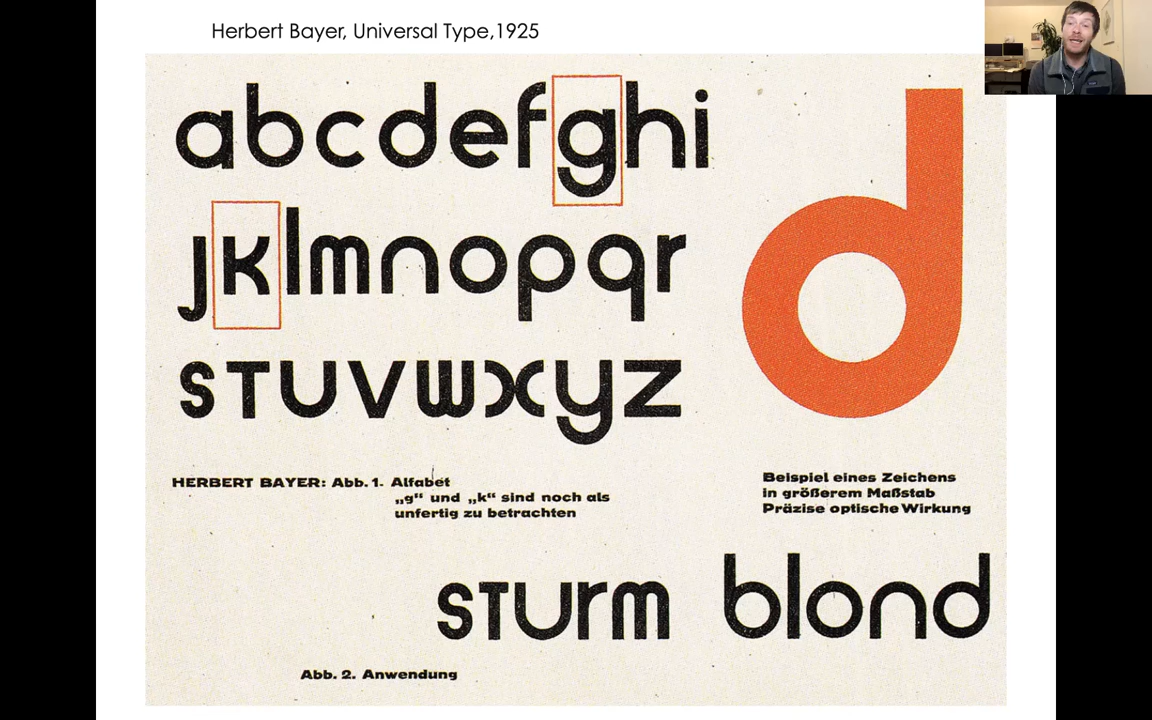 Herbert Bayer, Universal Type,1925
abcdefghi
jklmnopqr
stuvwxyz
d
HERBERT BAYER: Abb. 1. Alfabet
„g“ und „k“ sind noch als
unfertig zu betrachten
Beispiel eines Zeichens
in größerem Maßstab
Präzise optische Wirkung
sturm blond
Abb. 2. Anwendung